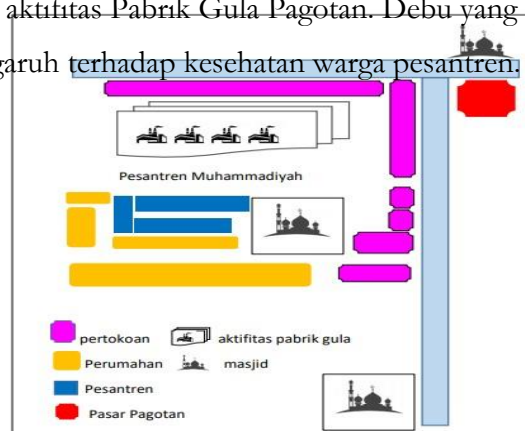 aktifitas Pabrik Gula Pagotan. Debu yang
garuh terhadap kesehatan warga pesantren.
Pesantren Muhammadiyah
pertokoan
aktifitas pabrik gula
Perumahan
masjid
Pesantren
Pasar Pagotan